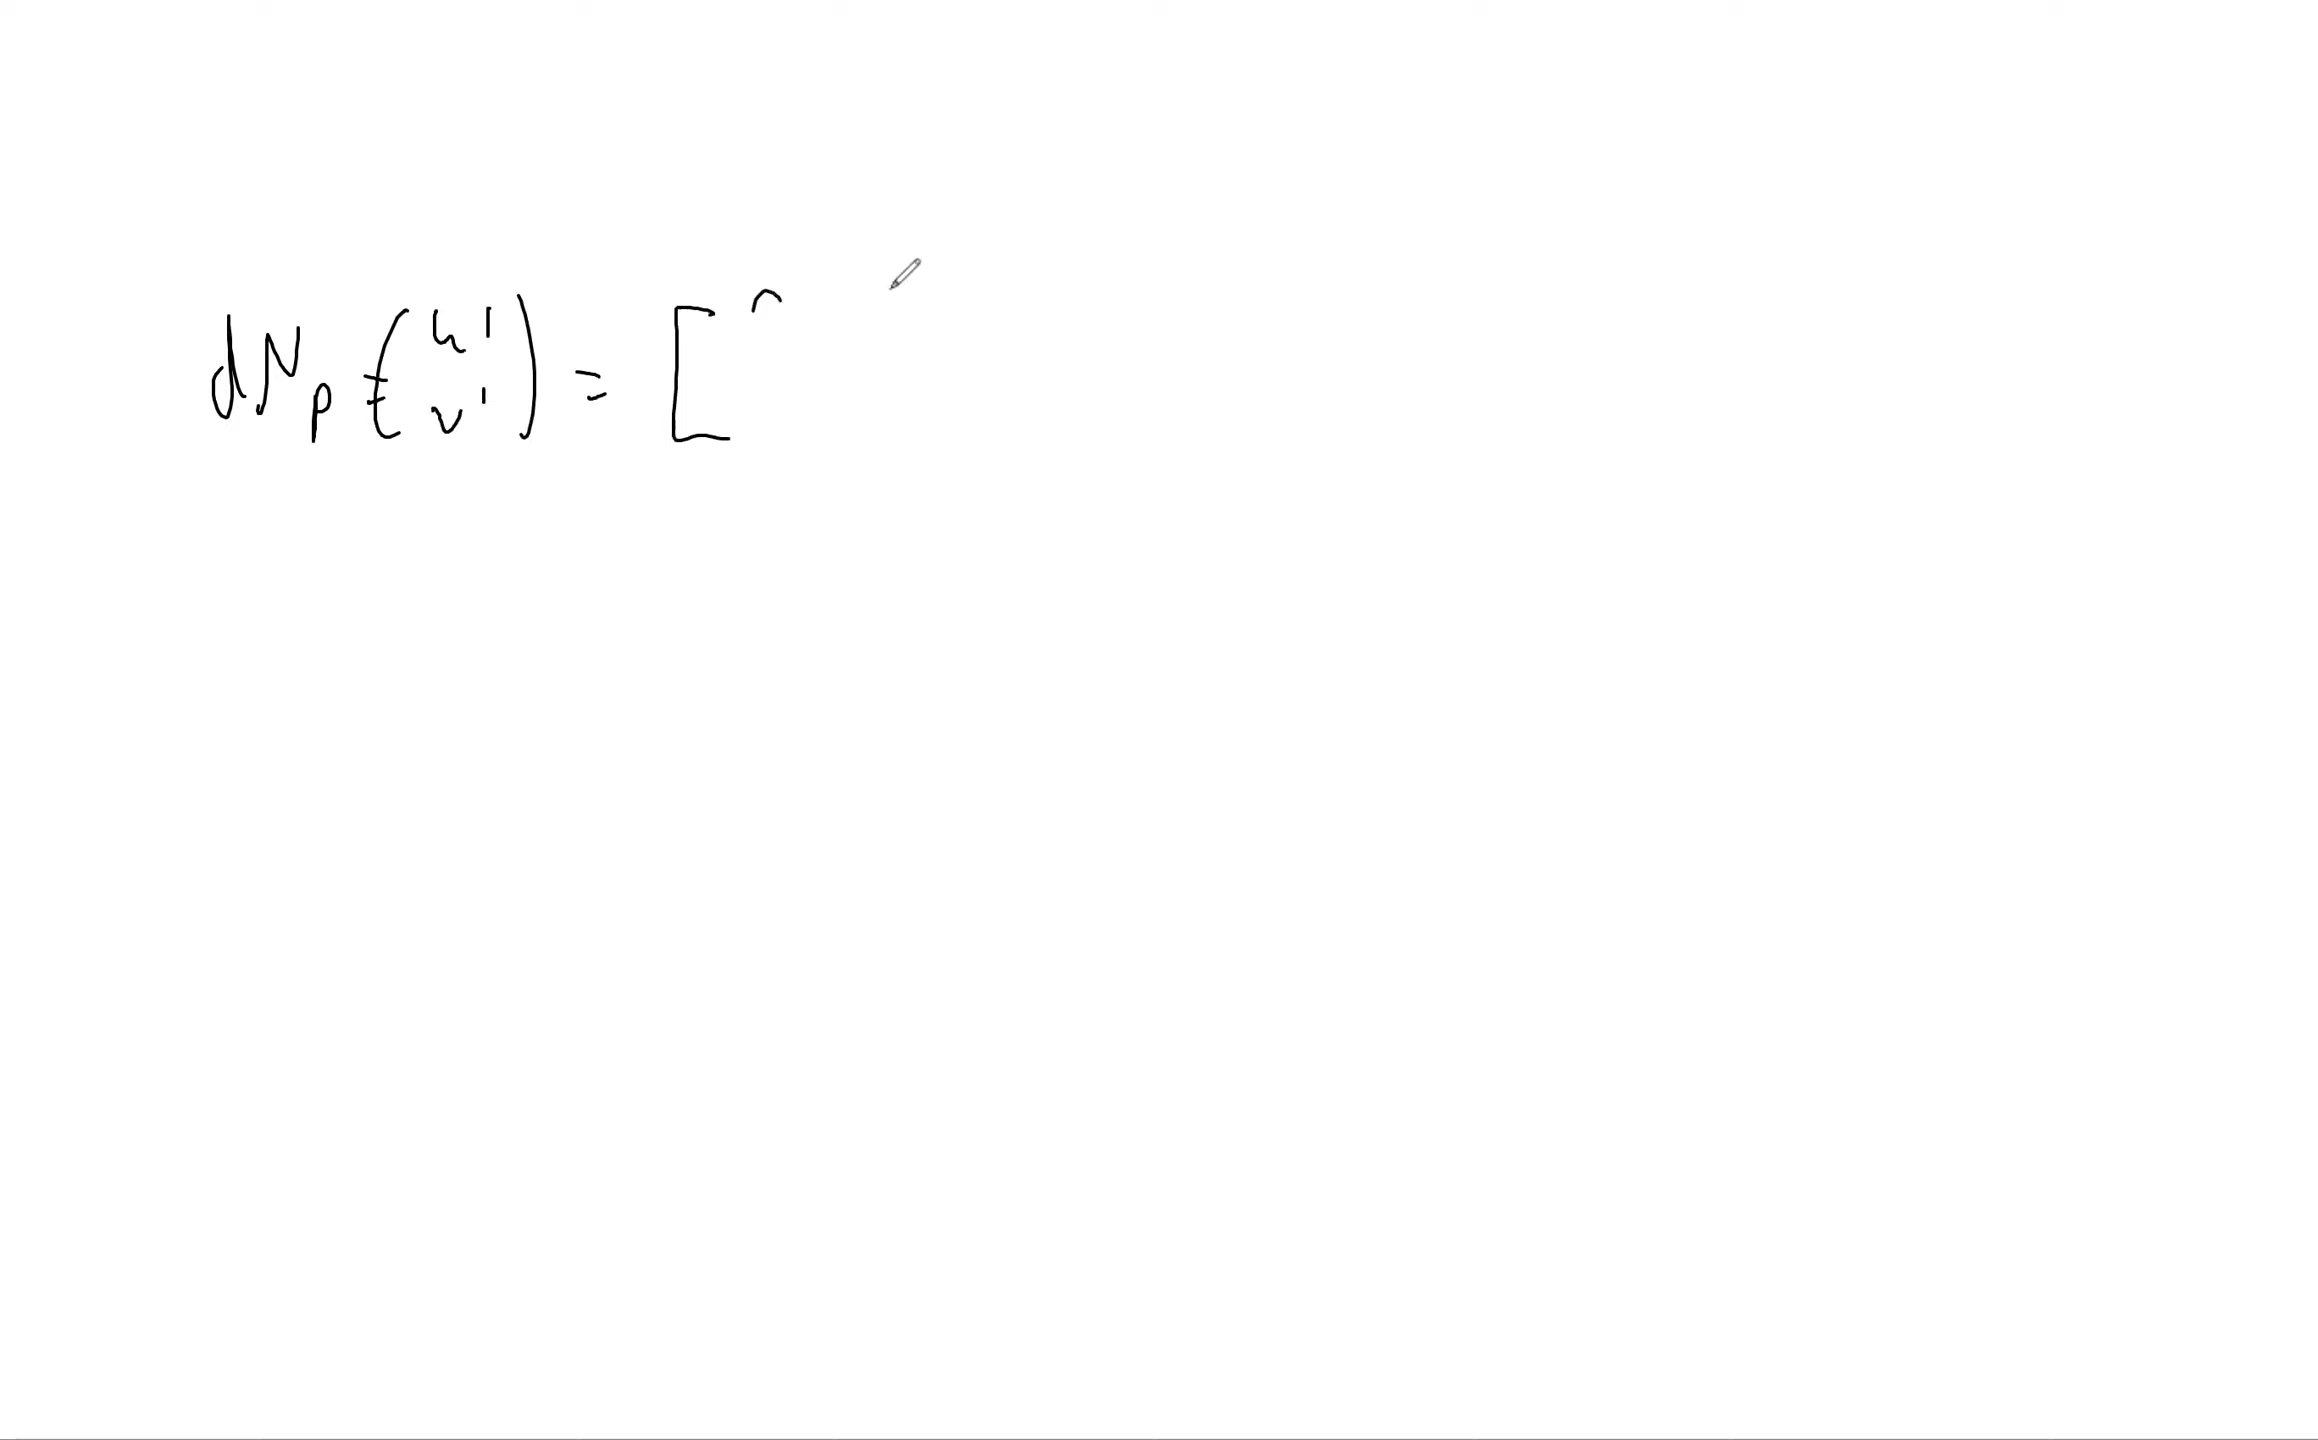 dN_p (u' v') = [